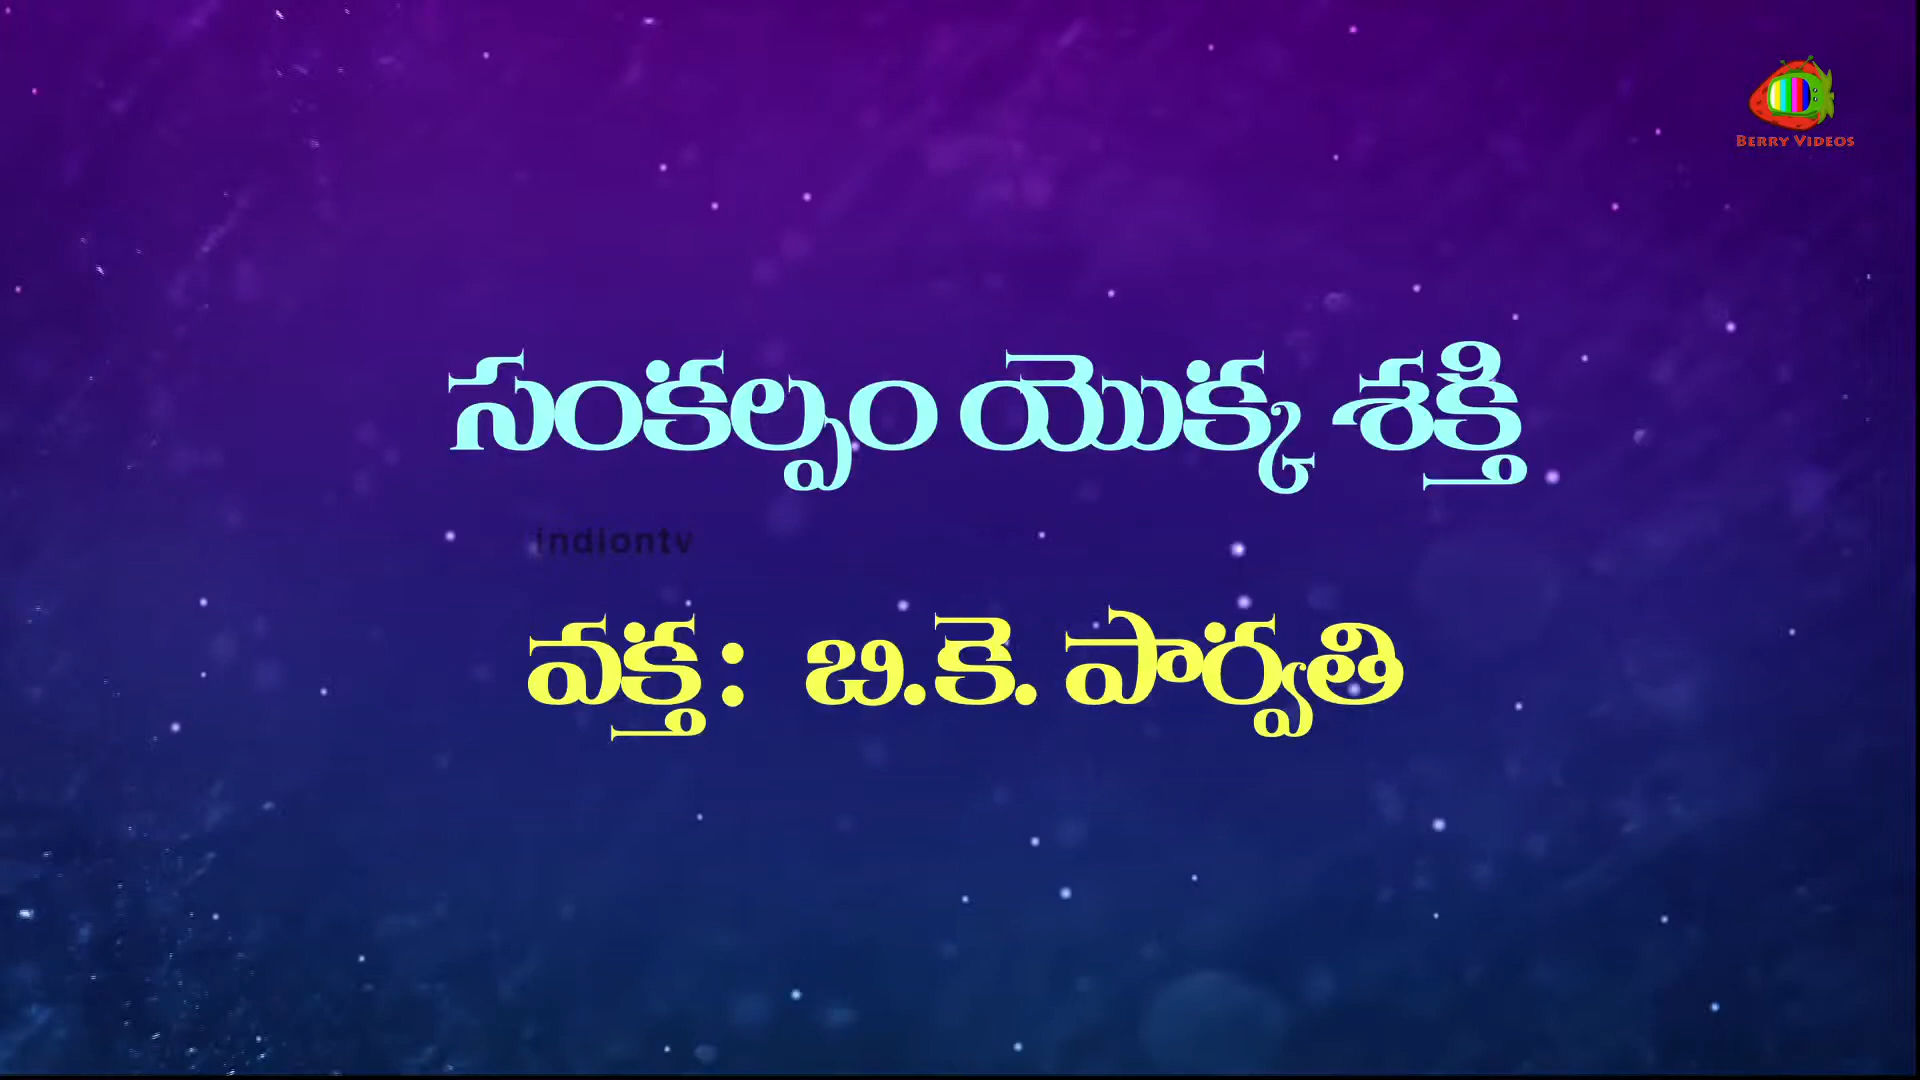 BERRY VIDEOS
సంకల్పం యొక్క శక్తి
indiontv
వక్త: బి.కె. పార్వతి